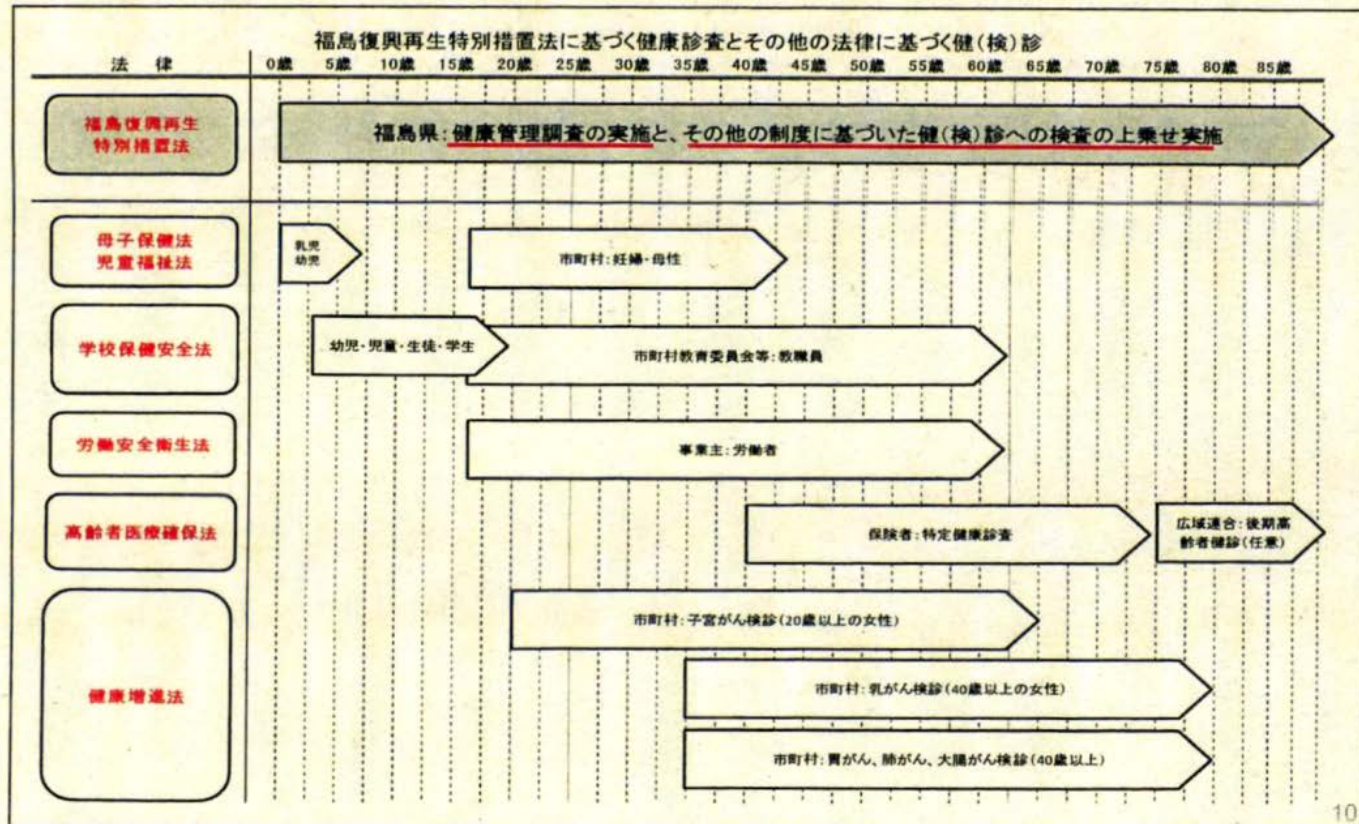 福島復興再生特別措置法に基づく健康診査とその他の法律に基づく健(検)診
法 律
0歳 5歳 10歳 15歳 20歳 25歳 30歳 35歳 40歳 45歳 50歳 55歳 60歳 65歳 70歳 75歳 80歳 85歳
福島復興再生
特別措置法
福島県:健康管理調査の実施と、その他の制度に基づいた健(検)診への検査の上乗せ実施
母子保健法
児童福祉法
乳児
幼児
市町村:妊婦・母性
学校保健安全法
幼児・児童・生徒・学生
市町村教育委員会等:教職員
労働安全衛生法
事業主:労働者
高齢者医療確保法
保険者:特定健康診査
広域連合:後期高
齢者健診(任意)
健康増進法
市町村:子宮がん検診(20歳以上の女性)
市町村:乳がん検診(40歳以上の女性)
市町村:胃がん、肺がん、大腸がん検診(40歳以上)
10